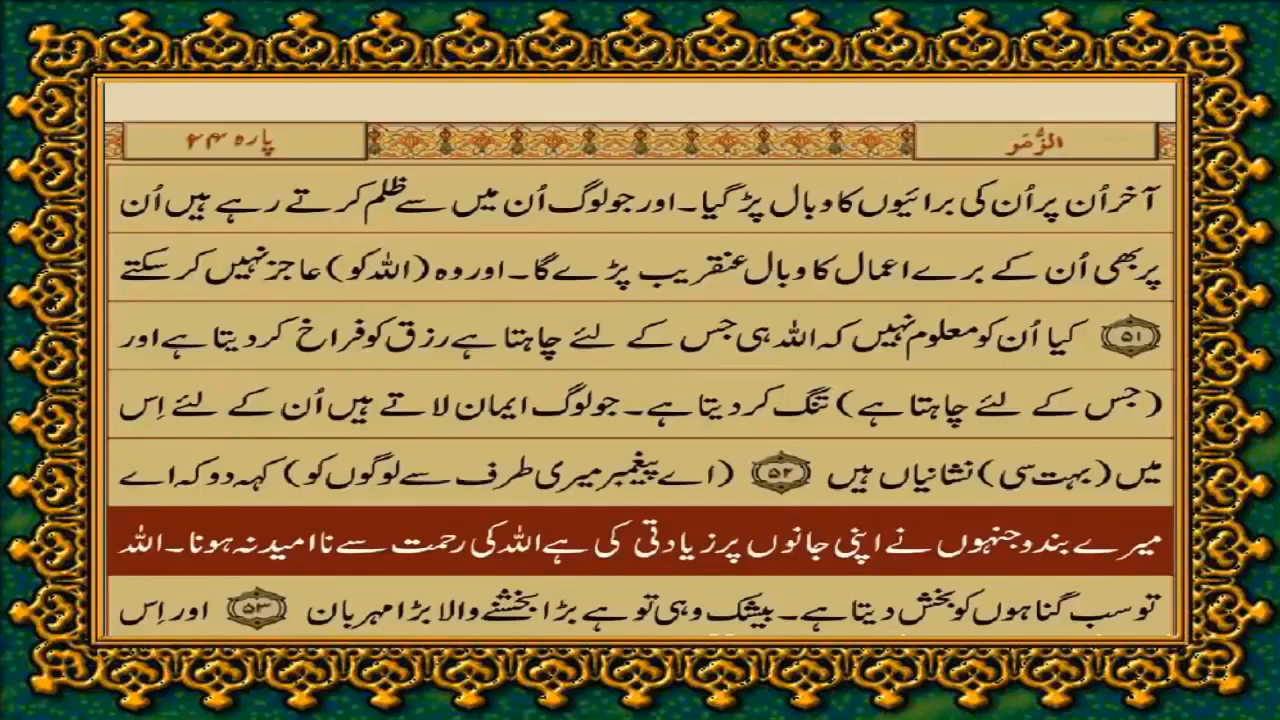 الزُّمَر
پارہ ۲۴
آخر اُن پر اُن کی برائیوں کا وبال پڑ گیا۔ اور جو لوگ اُن میں سے ظلم کرتے رہے ہیں اُن
پر بھی اُن کے برے اعمال کا وبال عنقریب پڑے گا۔ اور وہ (الله کو) عاجز نہیں کر سکتے
۵۱ کیا اُن کو معلوم نہیں کہ الله ہی جس کے لئے چاہتا ہے رزق کو فراخ کر دیتا ہے اور
(جس کے لئے چاہتا ہے) تنگ کر دیتا ہے۔ جو لوگ ایمان لاتے ہیں اُن کے لئے اِس
میں (بہت سی) نشانیاں ہیں ۵۲ (اے پیغمبر میری طرف سے لوگوں کو) کہہ دو کہ اے
میرے بندو جنہوں نے اپنی جانوں پر زیادتی کی ہے الله کی رحمت سے ناامید نہ ہونا۔ الله
تو سب گناہوں کو بخش دیتا ہے۔ بیشک وہی تو ہے بڑا بخشنے والا بڑا مہربان ۵۳ اور اِس